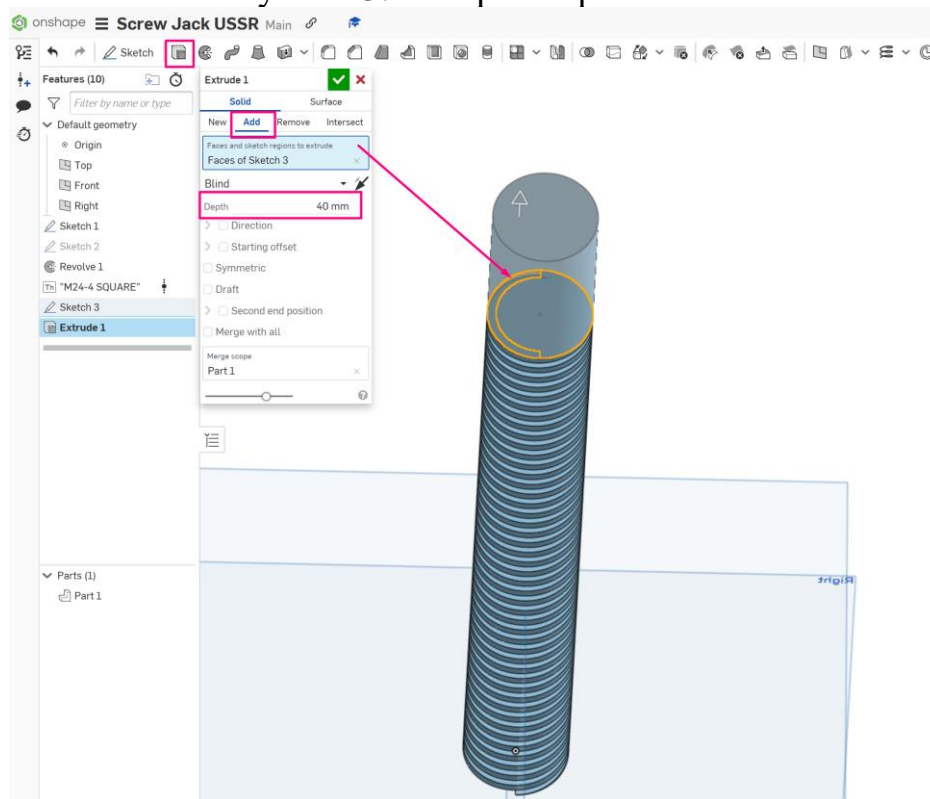 onshape Screw Jack USSR Main
Sketch
Features (10)
Filter by name or type
Default geometry
Origin
Top
Front
Right
Sketch 1
Sketch 2
Revolve 1
Th "M24-4 SQUARE"
Sketch 3
Extrude 1
Parts (1)
Part 1
Extrude 1
Solid Surface
New Add Remove Intersect
Faces and sketch regions to extrude
Faces of Sketch 3
Blind
Depth 40 mm
Direction
Starting offset
Symmetric
Draft
Second end position
Merge with all
Merge scope
Part 1
Right